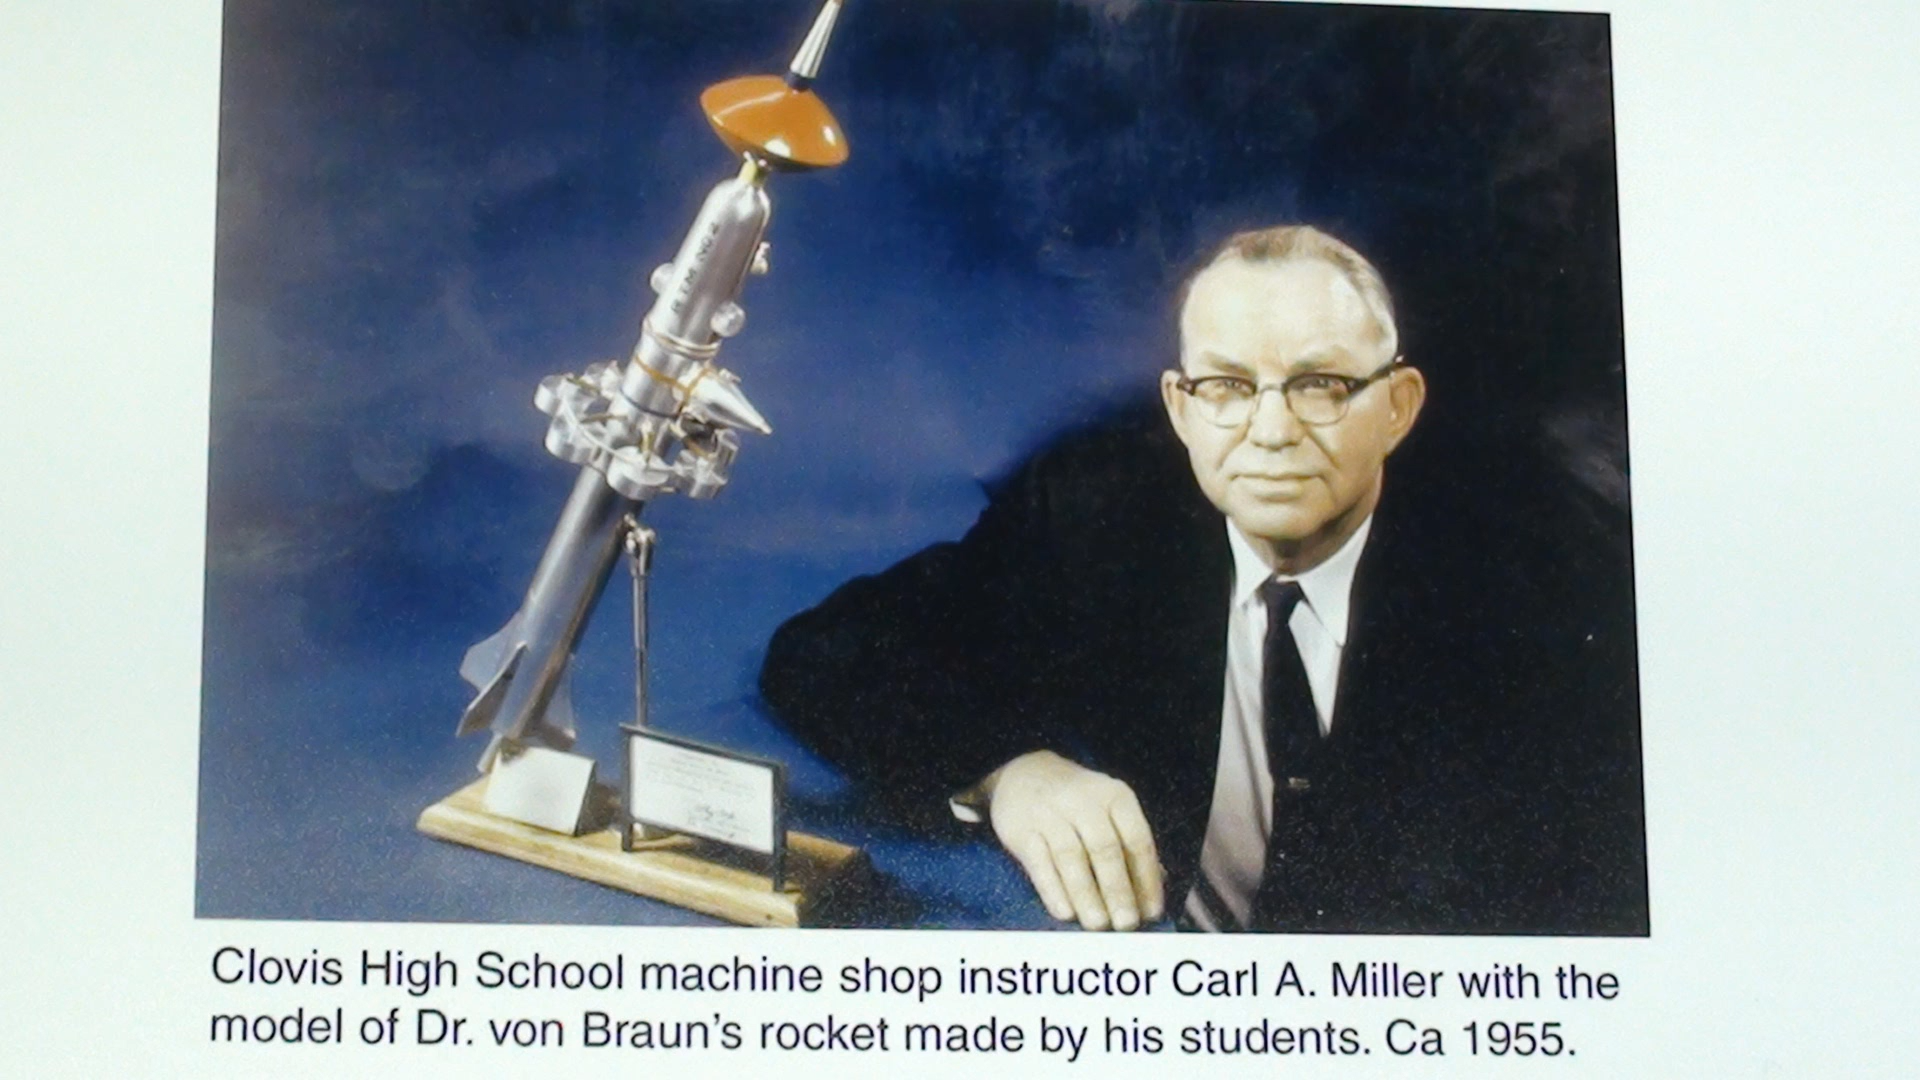 Clovis High School machine shop instructor Carl A. Miller with the
model of Dr. von Braun's rocket made by his students. Ca 1955.